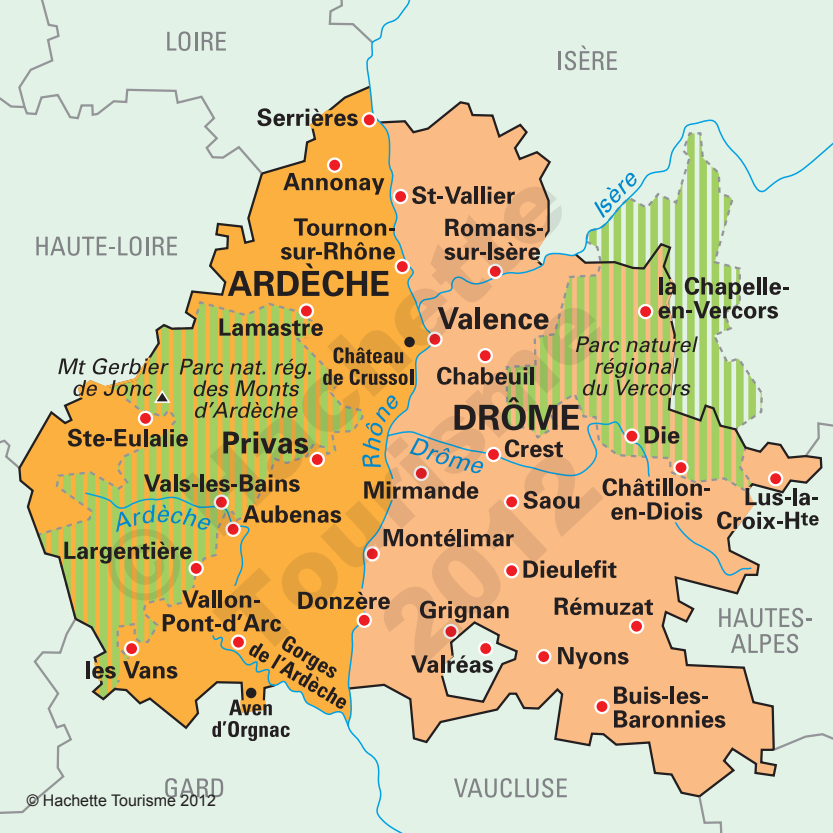 LOIRE
ISÈRE
Serrières
Annonay
St-Vallier
Isère
Tournon-
sur-Rhône
Romans-
sur-Isère
HAUTE-LOIRE
ARDÈCHE
la Chapelle-
en-Vercors
Lamastre
Valence
Château
de Crussol
Chabeuil
Parc naturel
régional
du Vercors
Mt Gerbier
de Jonc
Parc nat. rég.
des Monts
d'Ardèche
DRÔME
Ste-Eulalie
Privas
Rhône
Drôme
Crest
Die
Vals-les-Bains
Mirmande
Saou
Châtillon-
en-Diois
Lus-la-
Croix-Hte
Ardèche
Aubenas
Largentière
Montélimar
Dieulefit
Vallon-
Pont-d'Arc
Donzère
Grignan
Rémuzat
HAUTES-
ALPES
Gorges
de l'Ardèche
les Vans
Valréas
Nyons
Aven
d'Orgnac
Buis-les-
Baronnies
GARD
VAUCLUSE
© Hachette Tourisme 2012
© Hachette
Tourisme
2012